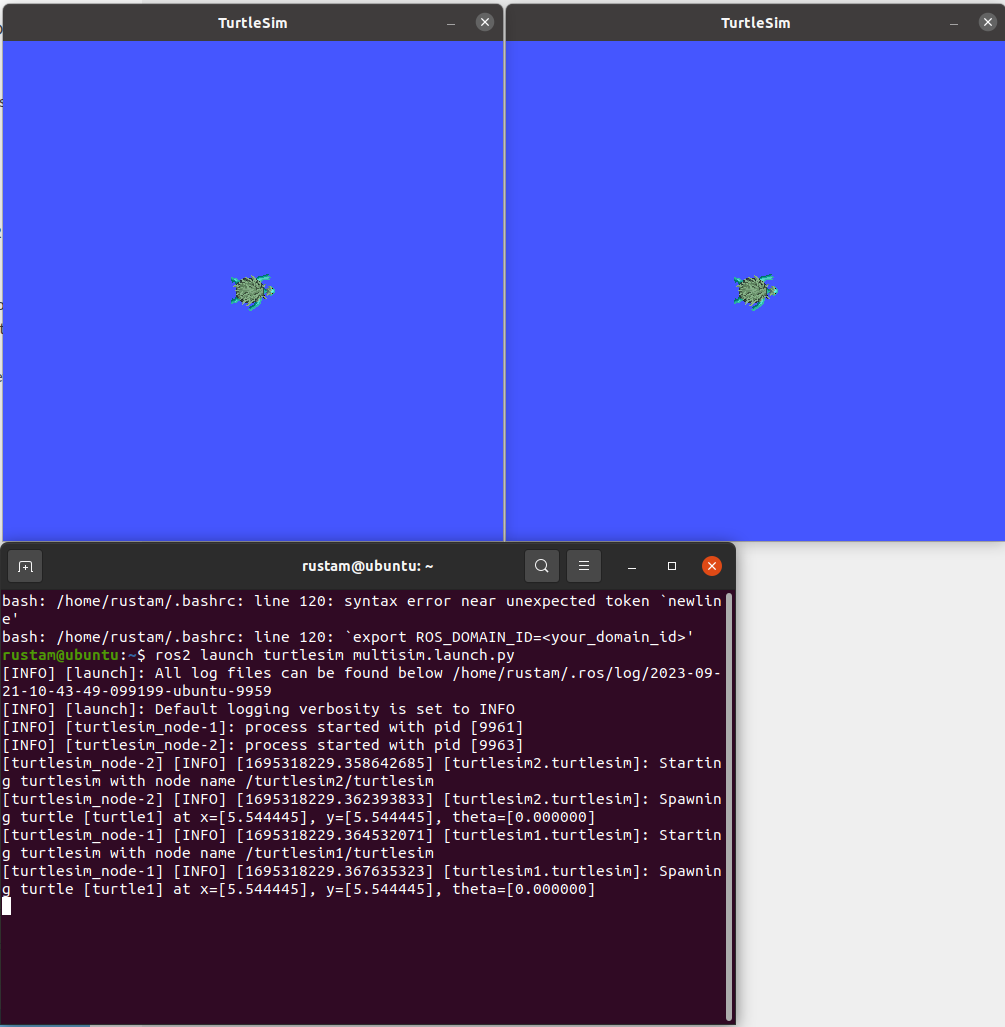 TurtleSim
TurtleSim
rustam@ubuntu: ~
bash: /home/rustam/.bashrc: line 120: syntax error near unexpected token `newlin
e'
bash: /home/rustam/.bashrc: line 120: `export ROS_DOMAIN_ID=<your_domain_id>'
rustam@ubuntu:~$ ros2 launch turtlesim multisim.launch.py
[INFO] [launch]: All log files can be found below /home/rustam/.ros/log/2023-09-
21-10-43-49-099199-ubuntu-9959
[INFO] [launch]: Default logging verbosity is set to INFO
[INFO] [turtlesim_node-1]: process started with pid [9961]
[INFO] [turtlesim_node-2]: process started with pid [9963]
[turtlesim_node-2] [INFO] [1695318229.358642685] [turtlesim2.turtlesim]: Startin
g turtlesim with node name /turtlesim2/turtlesim
[turtlesim_node-2] [INFO] [1695318229.362393833] [turtlesim2.turtlesim]: Spawnin
g turtle [turtle1] at x=[5.544445], y=[5.544445], theta=[0.000000]
[turtlesim_node-1] [INFO] [1695318229.364532071] [turtlesim1.turtlesim]: Startin
g turtlesim with node name /turtlesim1/turtlesim
[turtlesim_node-1] [INFO] [1695318229.367635323] [turtlesim1.turtlesim]: Spawnin
g turtle [turtle1] at x=[5.544445], y=[5.544445], theta=[0.000000]